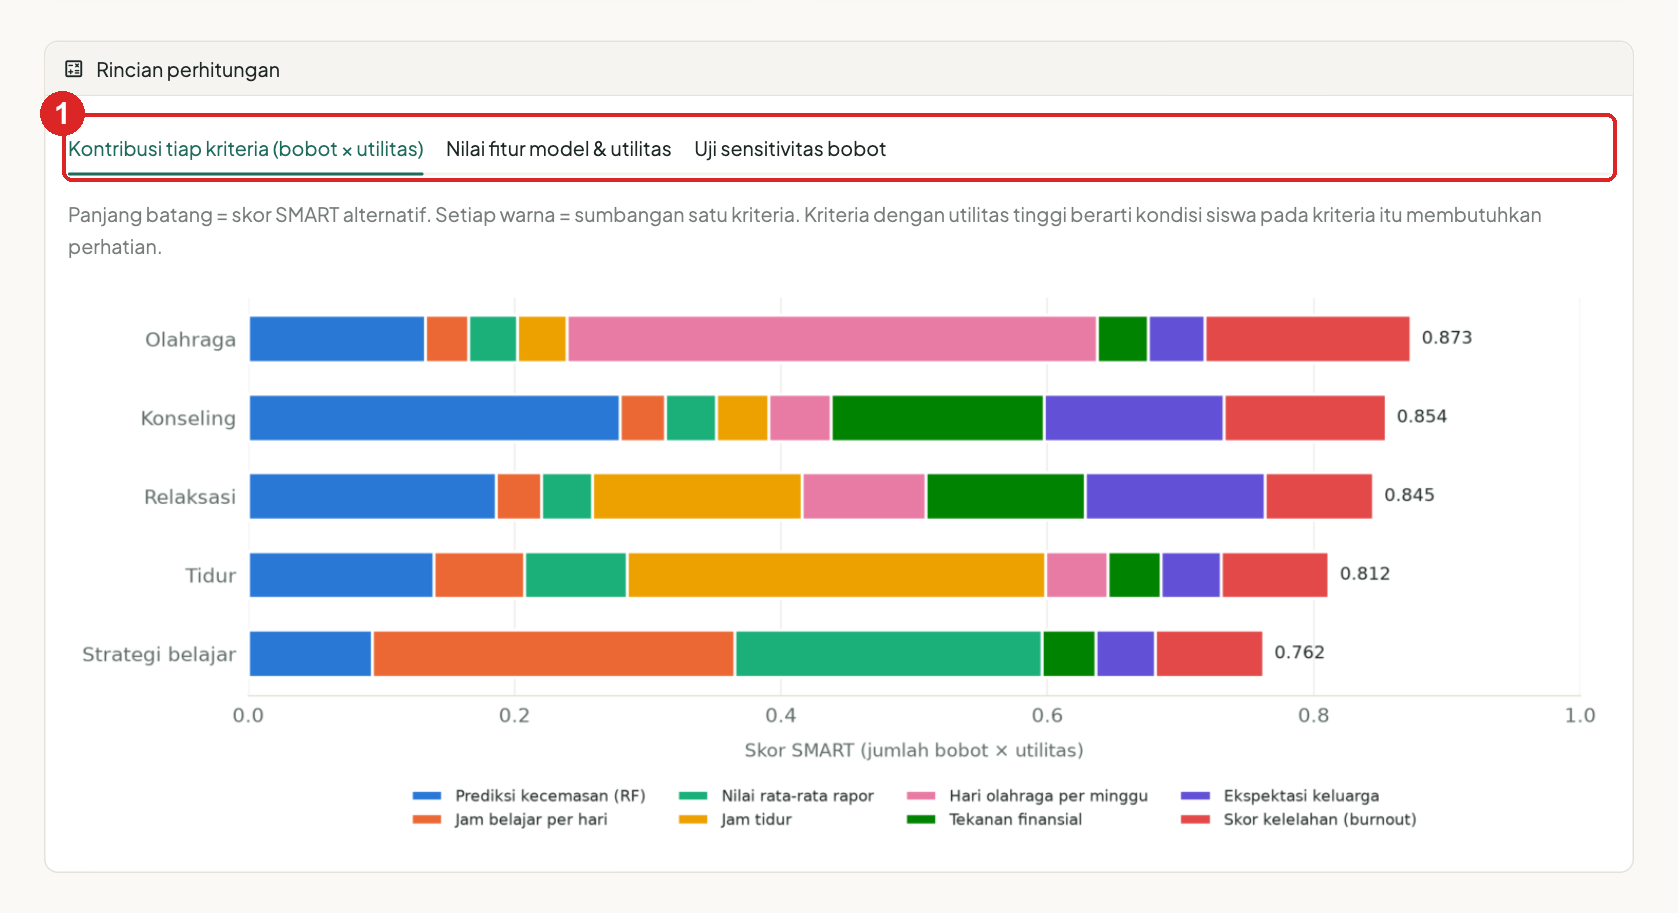 Rincian perhitungan
1
Kontribusi tiap kriteria (bobot × utilitas) Nilai fitur model & utilitas Uji sensitivitas bobot
Panjang batang = skor SMART alternatif. Setiap warna = sumbangan satu kriteria. Kriteria dengan utilitas tinggi berarti kondisi siswa pada kriteria itu membutuhkan
perhatian.
Olahraga 0.873
Konseling 0.854
Relaksasi 0.845
Tidur 0.812
Strategi belajar 0.762
0.0 0.2 0.4 0.6 0.8 1.0
Skor SMART (jumlah bobot × utilitas)
Prediksi kecemasan (RF) Nilai rata-rata rapor Hari olahraga per minggu Ekspektasi keluarga
Jam belajar per hari Jam tidur Tekanan finansial Skor kelelahan (burnout)